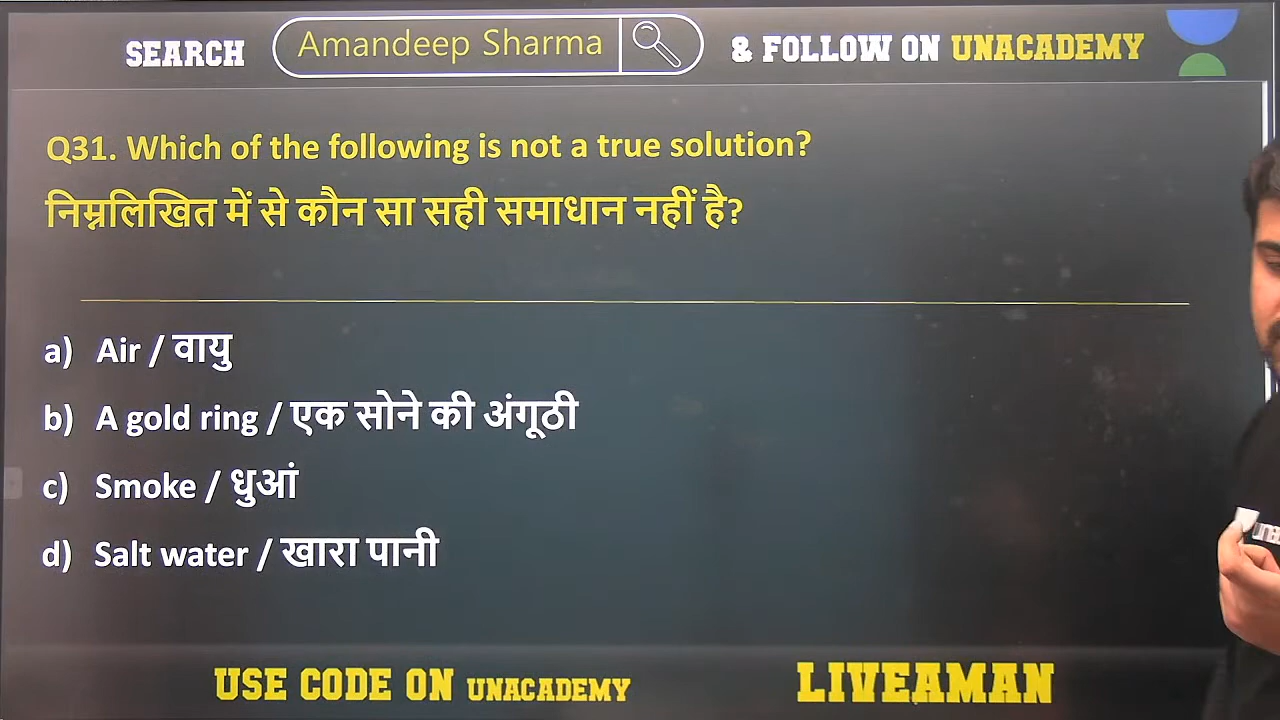 SEARCH Amandeep Sharma & FOLLOW ON UNACADEMY
Q31. Which of the following is not a true solution?
निम्नलिखित में से कौन सा सही समाधान नहीं है?
a) Air / वायु
b) A gold ring / एक सोने की अंगूठी
c) Smoke / धुआं
d) Salt water / खारा पानी
USE CODE ON UNACADEMY LIVEAMAN